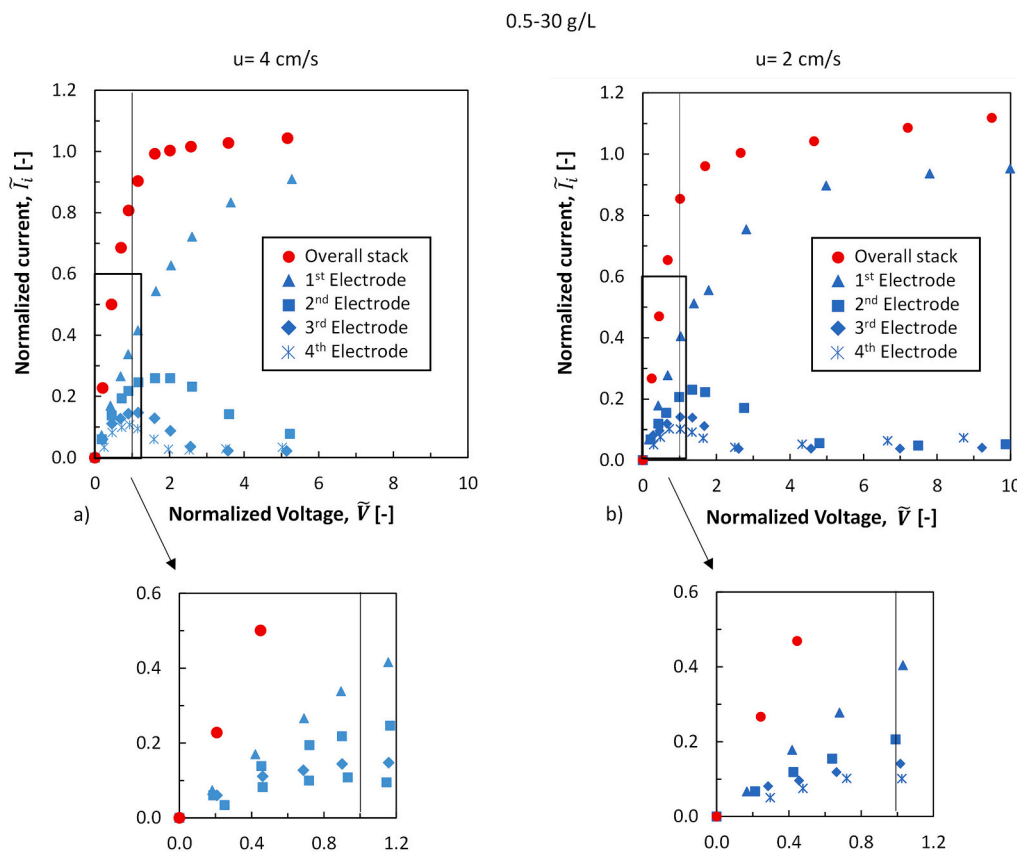 0.5-30 g/L
u= 4 cm/s
1.2
1.0
0.8
0.6
0.4
0.2
0.0
Normalized current, Ĩᵢ [-]
Overall stack
1st Electrode
2nd Electrode
3rd Electrode
4th Electrode
0 2 4 6 8 10
a) Normalized Voltage, Ṽ [-]
u= 2 cm/s
1.2
1.0
0.8
0.6
0.4
0.2
0.0
Normalized current, Ĩᵢ [-]
Overall stack
1st Electrode
2nd Electrode
3rd Electrode
4th Electrode
0 2 4 6 8 10
b) Normalized Voltage, Ṽ [-]
0.6
0.4
0.2
0.0
0.0 0.4 0.8 1.2
0.6
0.4
0.2
0.0
0.0 0.4 0.8 1.2